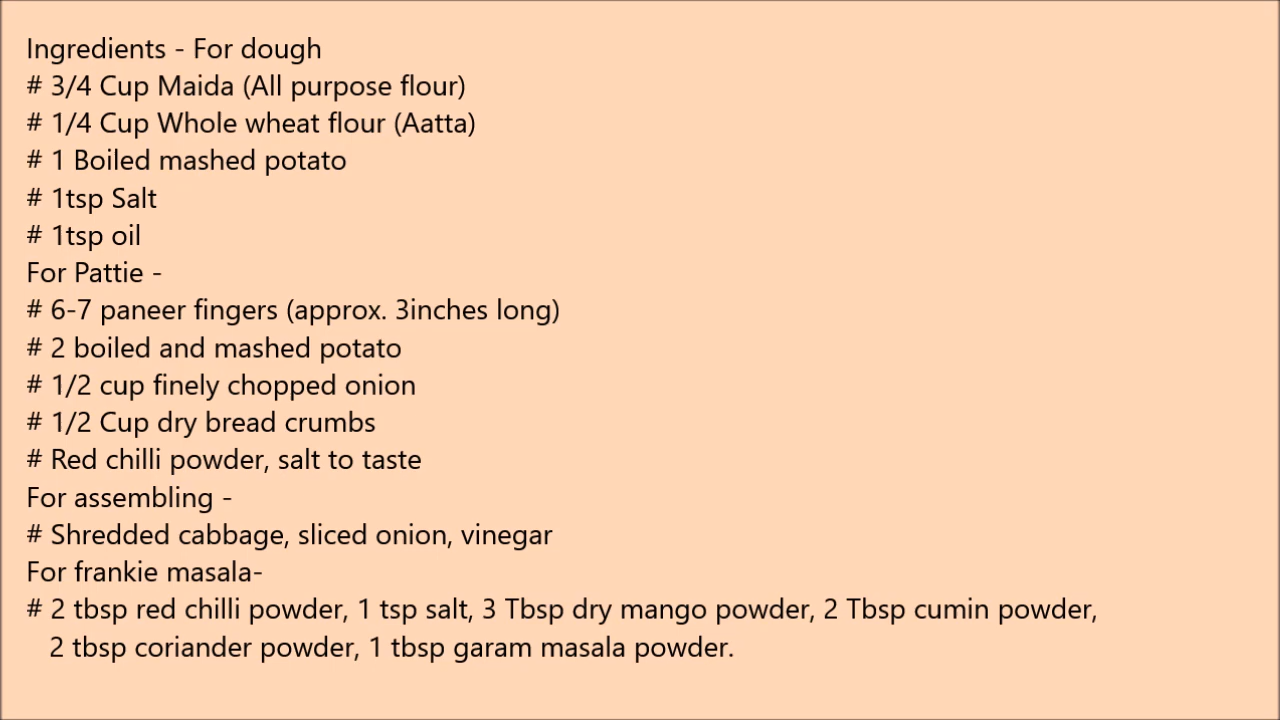 Ingredients - For dough
# 3/4 Cup Maida (All purpose flour)
# 1/4 Cup Whole wheat flour (Aatta)
# 1 Boiled mashed potato
# 1tsp Salt
# 1tsp oil
For Pattie -
# 6-7 paneer fingers (approx. 3inches long)
# 2 boiled and mashed potato
# 1/2 cup finely chopped onion
# 1/2 Cup dry bread crumbs
# Red chilli powder, salt to taste
For assembling -
# Shredded cabbage, sliced onion, vinegar
For frankie masala-
# 2 tbsp red chilli powder, 1 tsp salt, 3 Tbsp dry mango powder, 2 Tbsp cumin powder,
2 tbsp coriander powder, 1 tbsp garam masala powder.